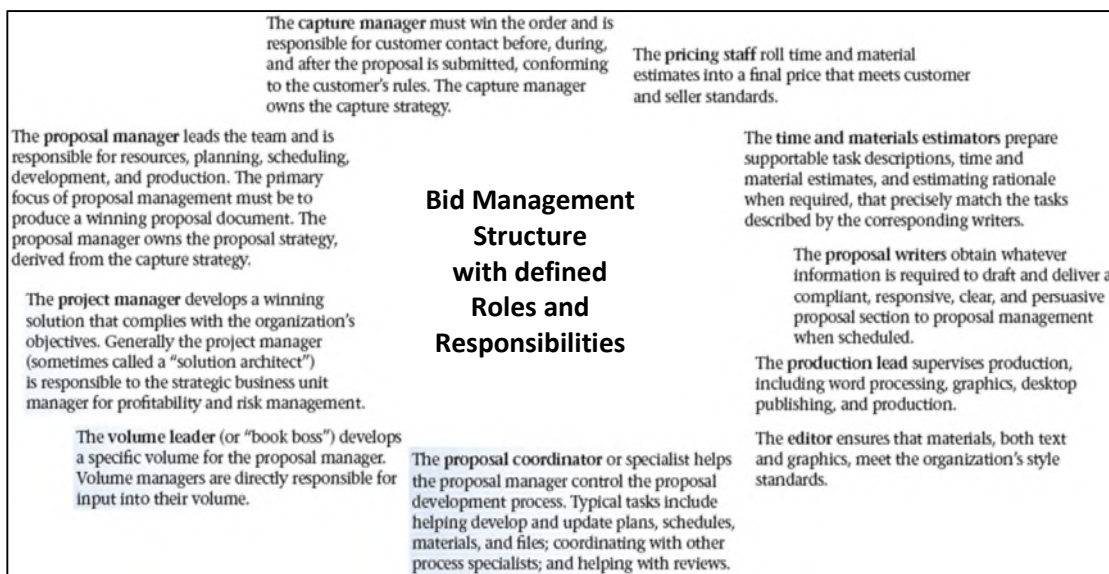 The capture manager must win the order and is
responsible for customer contact before, during,
and after the proposal is submitted, conforming
to the customer's rules. The capture manager
owns the capture strategy.
The pricing staff roll time and material
estimates into a final price that meets customer
and seller standards.
The proposal manager leads the team and is
responsible for resources, planning, scheduling,
development, and production. The primary
focus of proposal management must be to
produce a winning proposal document. The
proposal manager owns the proposal strategy,
derived from the capture strategy.
Bid Management
Structure
with defined
Roles and
Responsibilities
The time and materials estimators prepare
supportable task descriptions, time and
material estimates, and estimating rationale
when required, that precisely match the tasks
described by the corresponding writers.
The proposal writers obtain whatever
information is required to draft and deliver a
compliant, responsive, clear, and persuasive
proposal section to proposal management
when scheduled.
The project manager develops a winning
solution that complies with the organization's
objectives. Generally the project manager
(sometimes called a "solution architect")
is responsible to the strategic business unit
manager for profitability and risk management.
The production lead supervises production,
including word processing, graphics, desktop
publishing, and production.
The volume leader (or "book boss") develops
a specific volume for the proposal manager.
Volume managers are directly responsible for
input into their volume.
The proposal coordinator or specialist helps
the proposal manager control the proposal
development process. Typical tasks include
helping develop and update plans, schedules,
materials, and files; coordinating with other
process specialists; and helping with reviews.
The editor ensures that materials, both text
and graphics, meet the organization's style
standards.